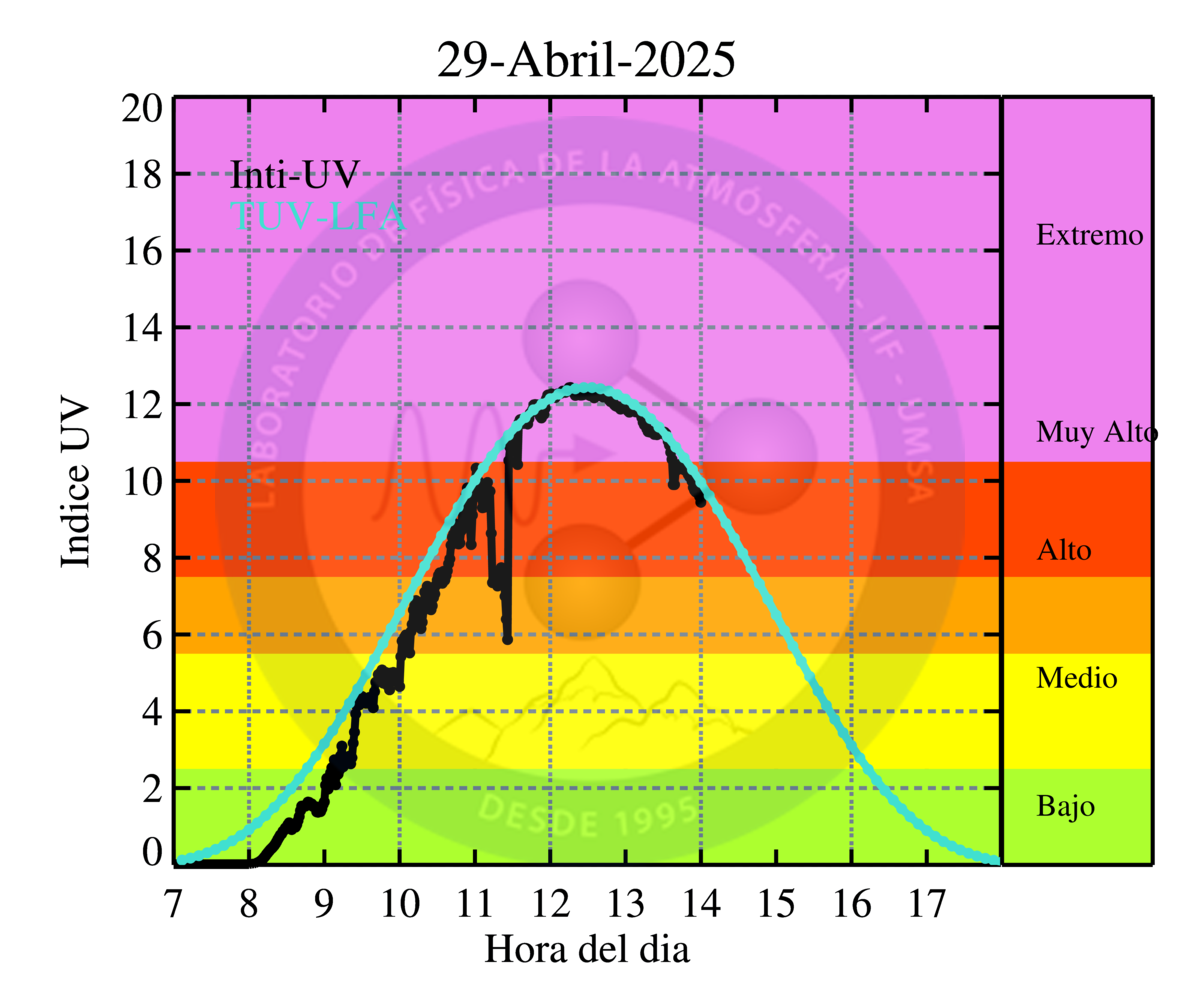 29-Abril-2025
20
18
16
14
12
10
8
6
4
2
0
Indice UV
Inti-UV
TUV-LFA
LABORATORIO DE FÍSICA DE LA ATMÓSFERA - IIF - UMSA
DESDE 1995
Extremo
Muy Alto
Alto
Medio
Bajo
7 8 9 10 11 12 13 14 15 16 17
Hora del dia